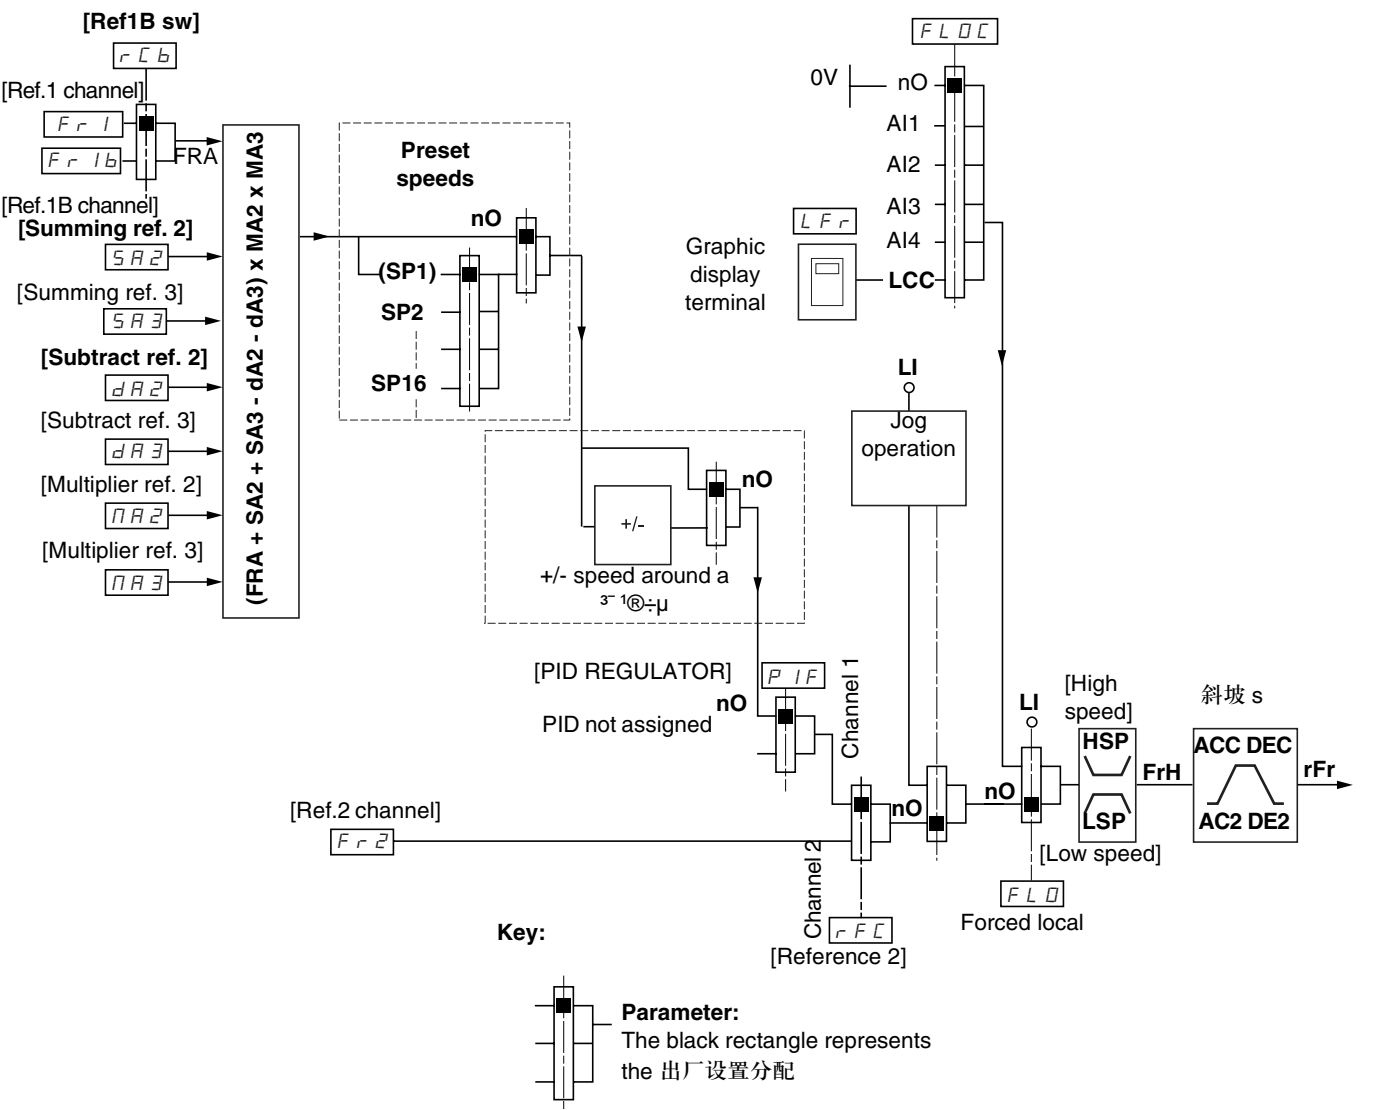 [Ref1B sw]
rCb
[Ref.1 channel]
Fr1
Fr1b
FRA
[Ref.1B channel]
[Summing ref. 2]
SA2
[Summing ref. 3]
SA3
[Subtract ref. 2]
dA2
[Subtract ref. 3]
dA3
[Multiplier ref. 2]
MA2
[Multiplier ref. 3]
MA3
(FRA + SA2 + SA3 - dA2 - dA3) x MA2 x MA3
Preset
speeds
nO
(SP1)
SP2
SP16
nO
+/-
+/- speed around a
³¯ ¹®÷µ
FLOC
0V
nO
AI1
AI2
AI3
AI4
LCC
LFr
Graphic
display
terminal
LI
Jog
operation
[PID REGULATOR]
PIF
nO
PID not assigned
Channel 1
[Ref.2 channel]
Fr2
Channel 2
nO
rFC
[Reference 2]
nO
LI
FLO
Forced local
[High
speed]
HSP
LSP
[Low speed]
FrH
斜坡 s
ACC DEC
AC2 DE2
rFr
Key:
Parameter:
The black rectangle represents
the 出厂设置分配